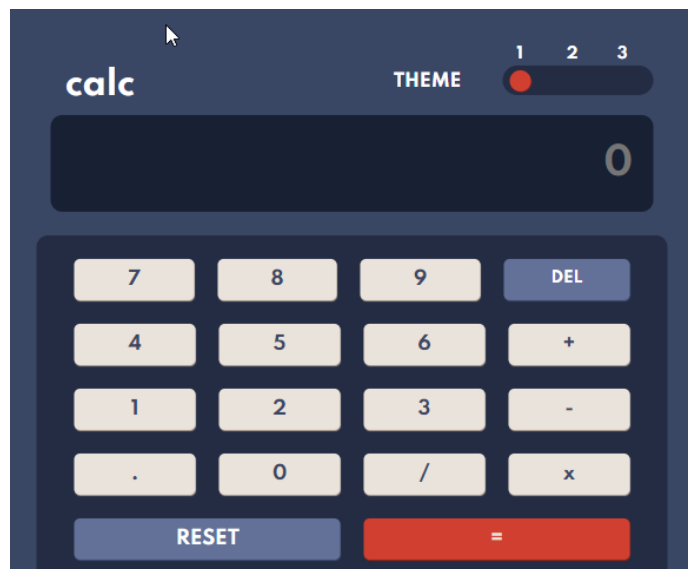 1 2 3
calc THEME
0
7 8 9 DEL
4 5 6 +
1 2 3 -
. 0 / x
RESET =